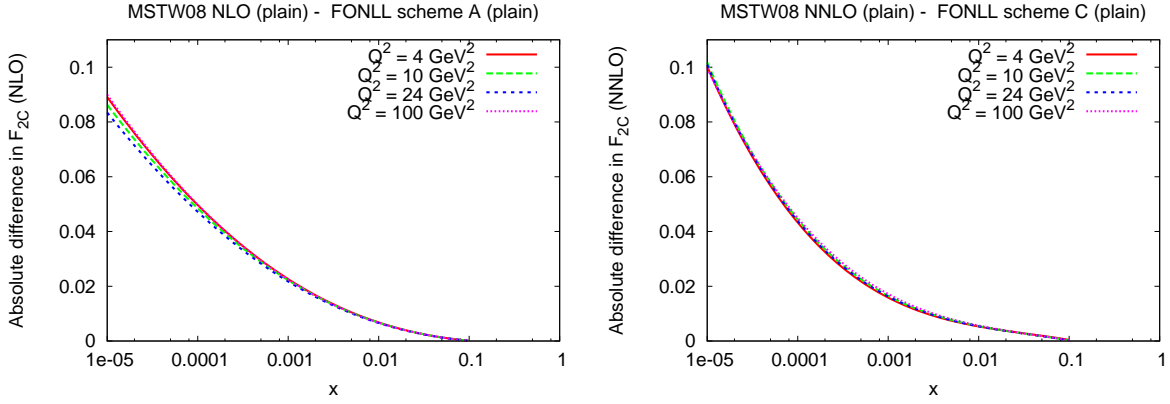 MSTW08 NLO (plain) -  FONLL scheme A (plain)
Absolute difference in F2C (NLO)
0.1
0.08
0.06
0.04
0.02
0
Q2 = 4 GeV2
Q2 = 10 GeV2
Q2 = 24 GeV2
Q2 = 100 GeV2
1e-05 0.0001 0.001 0.01 0.1 1
x
MSTW08 NNLO (plain) -  FONLL scheme C (plain)
Absolute difference in F2C (NNLO)
0.1
0.08
0.06
0.04
0.02
0
Q2 = 4 GeV2
Q2 = 10 GeV2
Q2 = 24 GeV2
Q2 = 100 GeV2
1e-05 0.0001 0.001 0.01 0.1 1
x